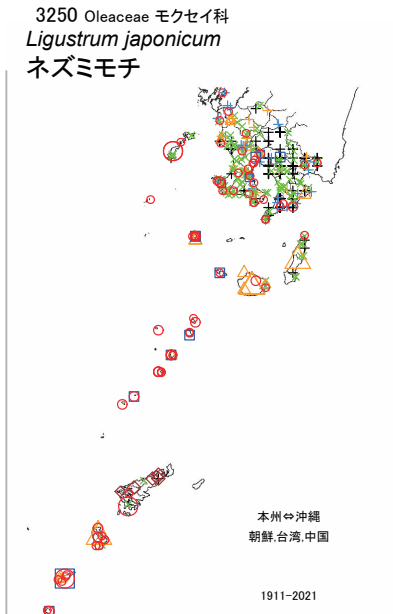 3250 Oleaceae モクセイ科
Ligustrum japonicum
ネズミモチ
本州⇔沖縄
朝鮮,台湾,中国
1911-2021